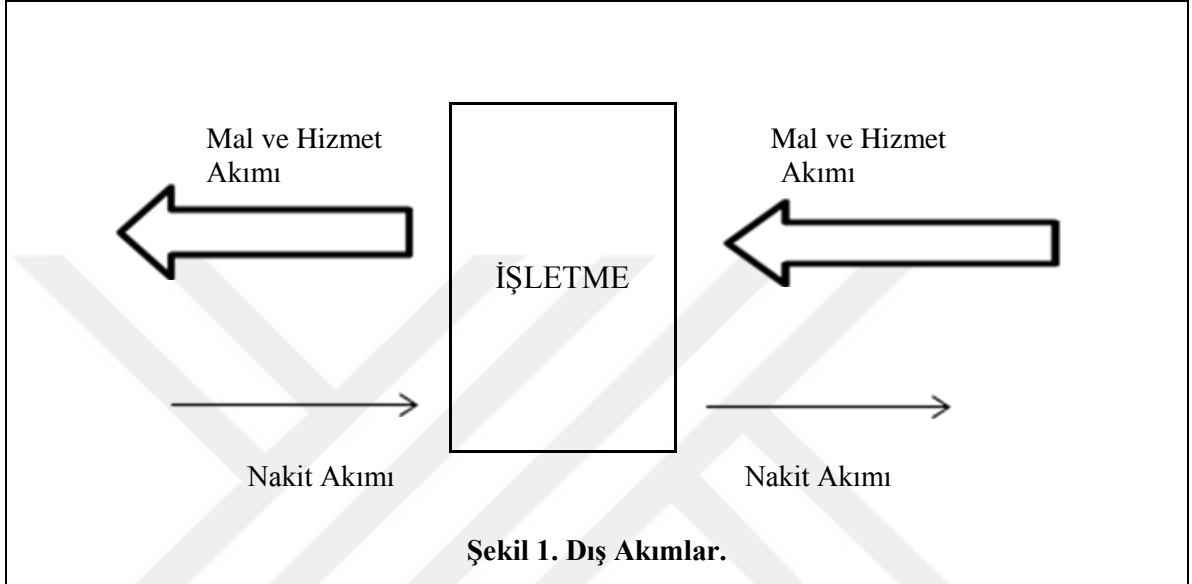 Mal ve Hizmet
Akımı
Mal ve Hizmet
Akımı
İŞLETME
Nakit Akımı
Nakit Akımı
Şekil 1. Dış Akımlar.